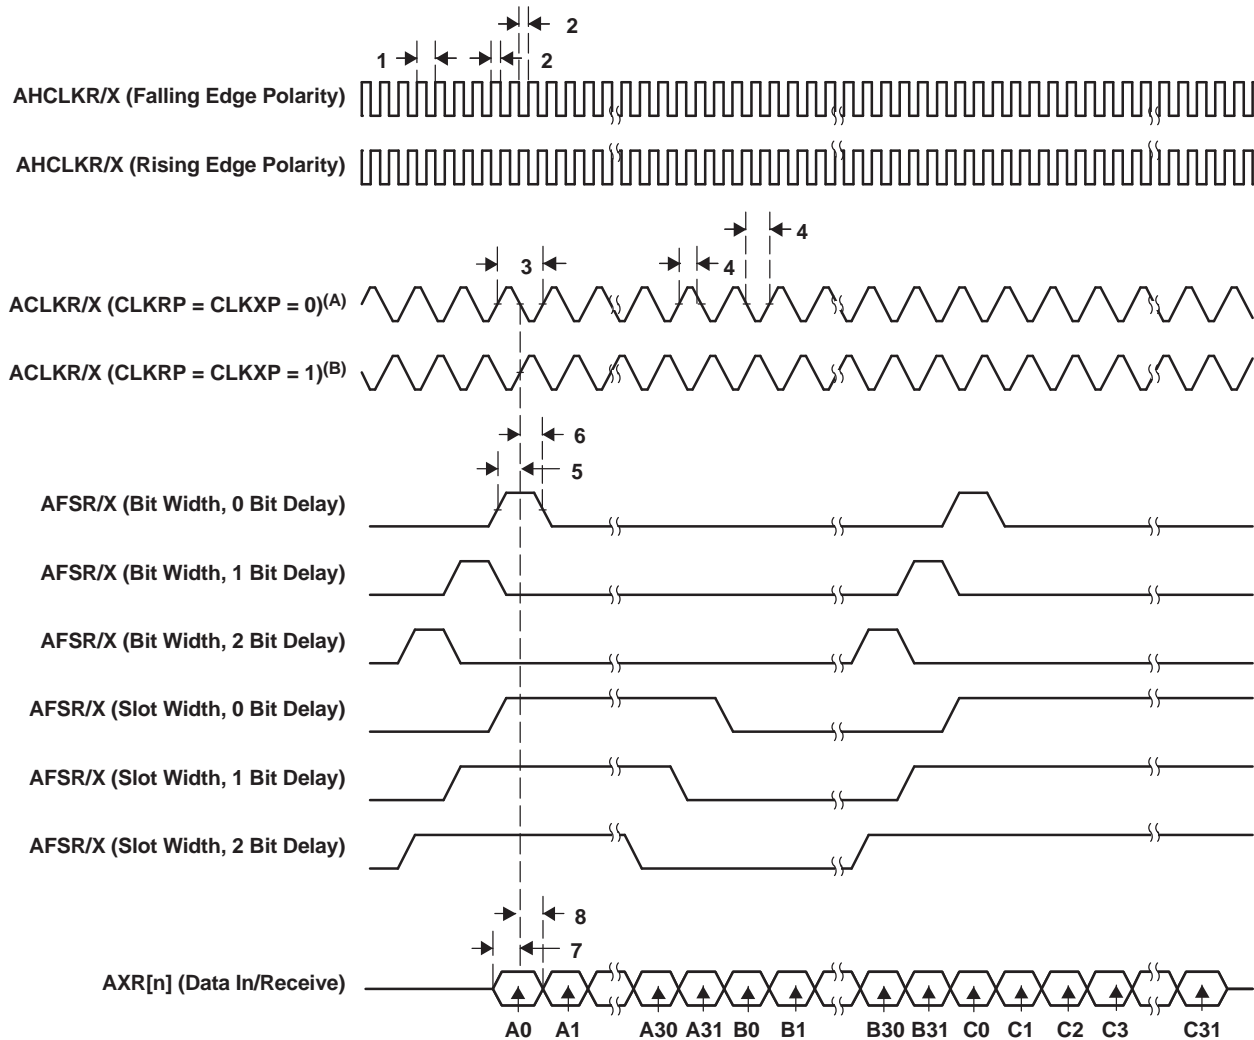 2
1
2
AHCLKR/X (Falling Edge Polarity)
AHCLKR/X (Rising Edge Polarity)
4
3
4
ACLKR/X (CLKRP = CLKXP = 0)(A)
ACLKR/X (CLKRP = CLKXP = 1)(B)
6
5
AFSR/X (Bit Width, 0 Bit Delay)
AFSR/X (Bit Width, 1 Bit Delay)
AFSR/X (Bit Width, 2 Bit Delay)
AFSR/X (Slot Width, 0 Bit Delay)
AFSR/X (Slot Width, 1 Bit Delay)
AFSR/X (Slot Width, 2 Bit Delay)
8
7
AXR[n] (Data In/Receive)
A0 A1 A30 A31 B0 B1 B30 B31 C0 C1 C2 C3 C31